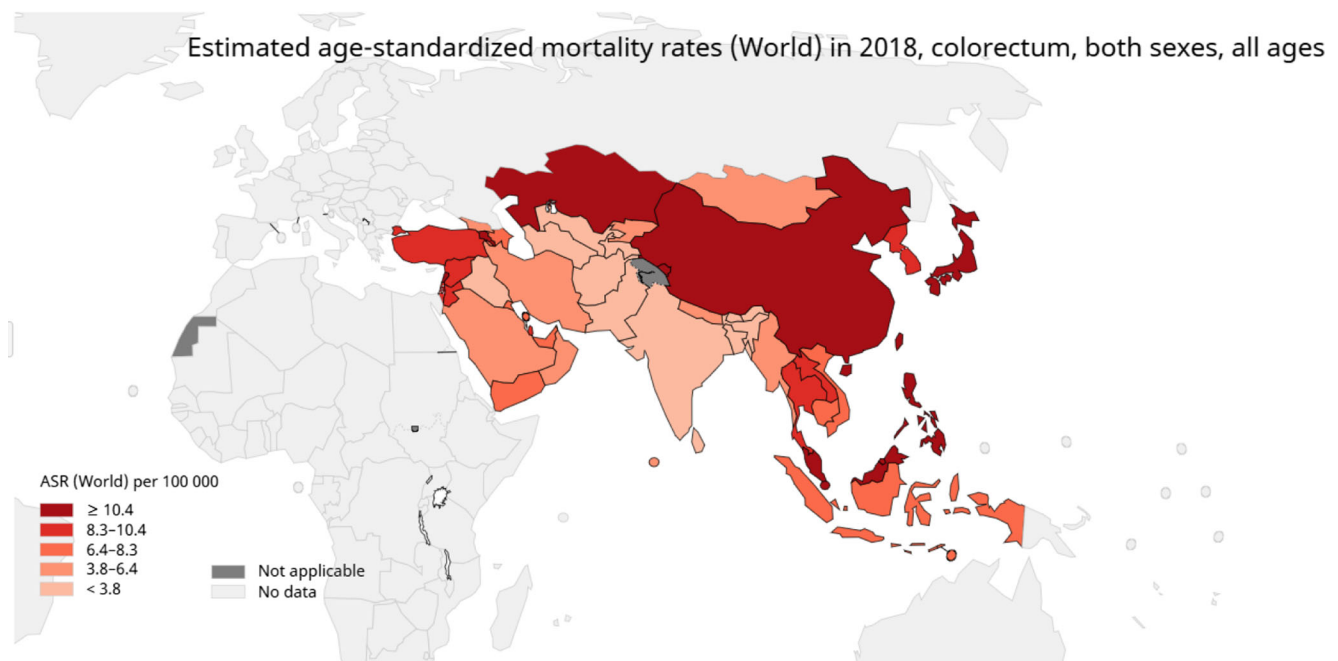 Estimated age-standardized mortality rates (World) in 2018, colorectum, both sexes, all ages
ASR (World) per 100 000
≥ 10.4
8.3–10.4
6.4–8.3
3.8–6.4
< 3.8
Not applicable
No data